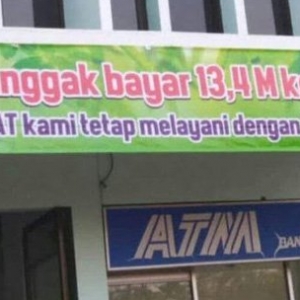 nggak bayar 13,4 M k
AT kami tetap melayani dengan
ATM
BAN